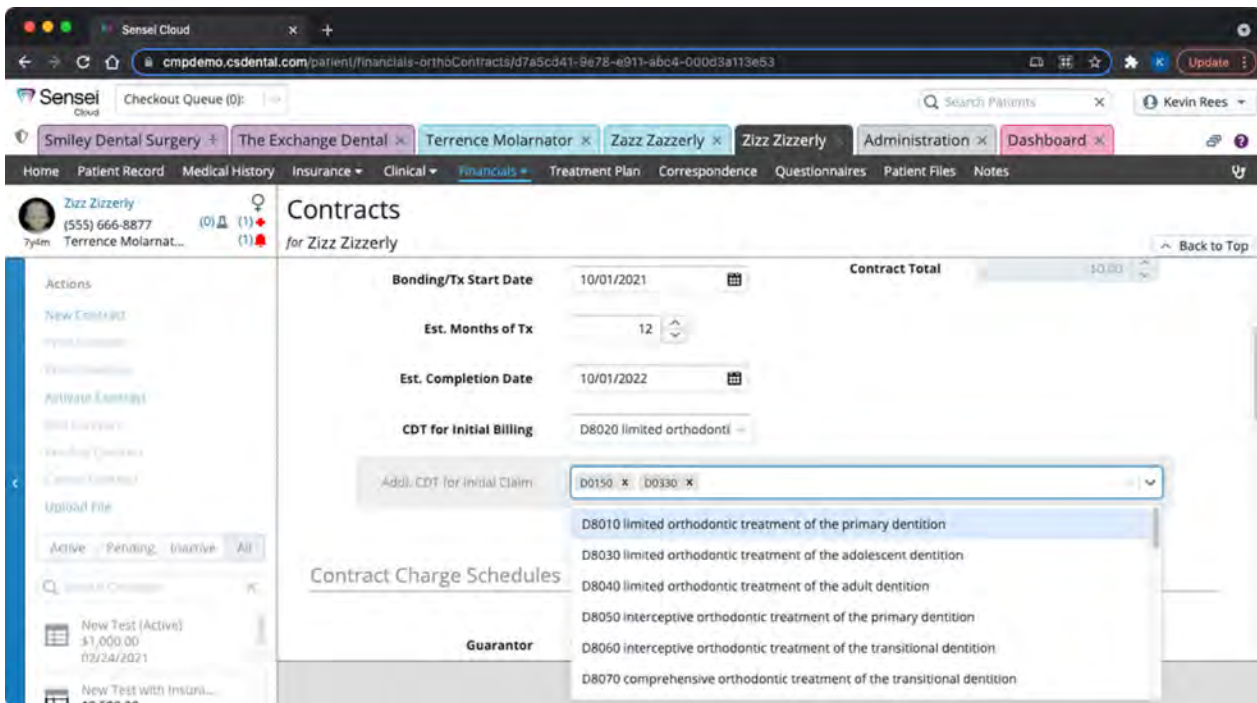 Sensei Cloud
cmpdemo.csdental.com/patient/financials-orthoContracts/d7a5cd41-9e78-e911-abc4-000d3a113e53
Update
Sensei Cloud
Checkout Queue (0):
Search Patients
Kevin Rees
Smiley Dental Surgery
The Exchange Dental
Terrence Molarnator
Zazz Zazzerly
Zizz Zizzerly
Administration
Dashboard
Home Patient Record Medical History Insurance Clinical Financials Treatment Plan Correspondence Questionnaires Patient Files Notes
Zizz Zizzerly
(555) 666-8877 (0) (1)
7y4m Terrence Molarnat... (1)
Contracts
for Zizz Zizzerly
Back to Top
Actions
New Contract
Activate Contract
Upload File
Active Pending Inactive All
New Test (Active)
$1,000.00
02/24/2021
New Test with Insura...
Bonding/Tx Start Date 10/01/2021
Contract Total $0.00
Est. Months of Tx 12
Est. Completion Date 10/01/2022
CDT for Initial Billing D8020 limited orthodonti
Addl. CDT for Initial Claim D0150 x D0330 x
D8010 limited orthodontic treatment of the primary dentition
D8030 limited orthodontic treatment of the adolescent dentition
D8040 limited orthodontic treatment of the adult dentition
D8050 interceptive orthodontic treatment of the primary dentition
D8060 interceptive orthodontic treatment of the transitional dentition
D8070 comprehensive orthodontic treatment of the transitional dentition
Contract Charge Schedules
Guarantor